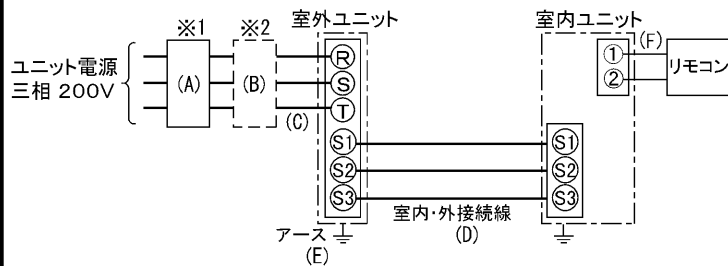 ※1
※2
室外ユニット
室内ユニット
ユニット電源
三相 200V
(A)
(B)
(C)
R
S
T
S1
S2
S3
室内・外接続線
(D)
アース
(E)
①
②
(F)
リモコン
S1
S2
S3